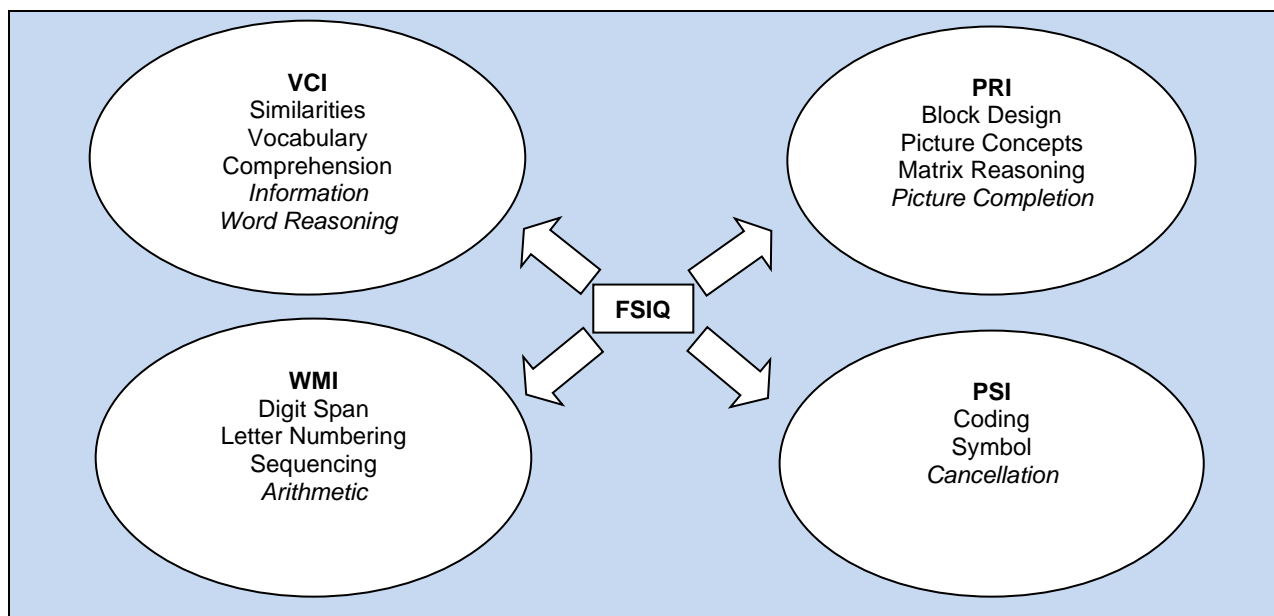 VCI
Similarities
Vocabulary
Comprehension
Information
Word Reasoning
PRI
Block Design
Picture Concepts
Matrix Reasoning
Picture Completion
FSIQ
WMI
Digit Span
Letter Numbering
Sequencing
Arithmetic
PSI
Coding
Symbol
Cancellation